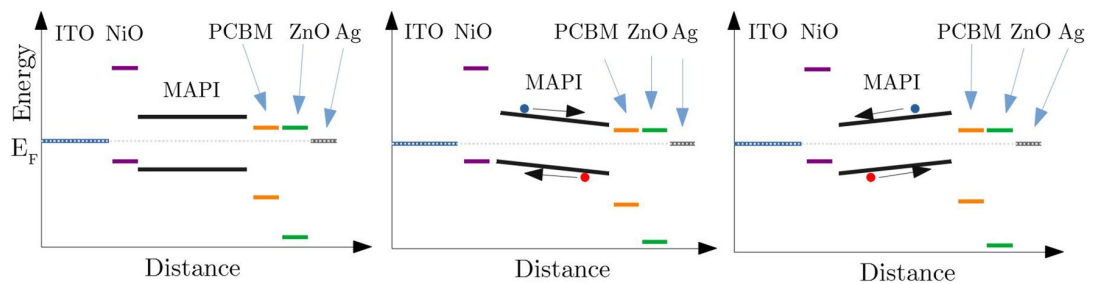 ITO NiO PCBM ZnO Ag
MAPI
Energy
E_F
Distance
ITO NiO PCBM ZnO Ag
MAPI
Distance
ITO NiO PCBM ZnO Ag
MAPI
Distance